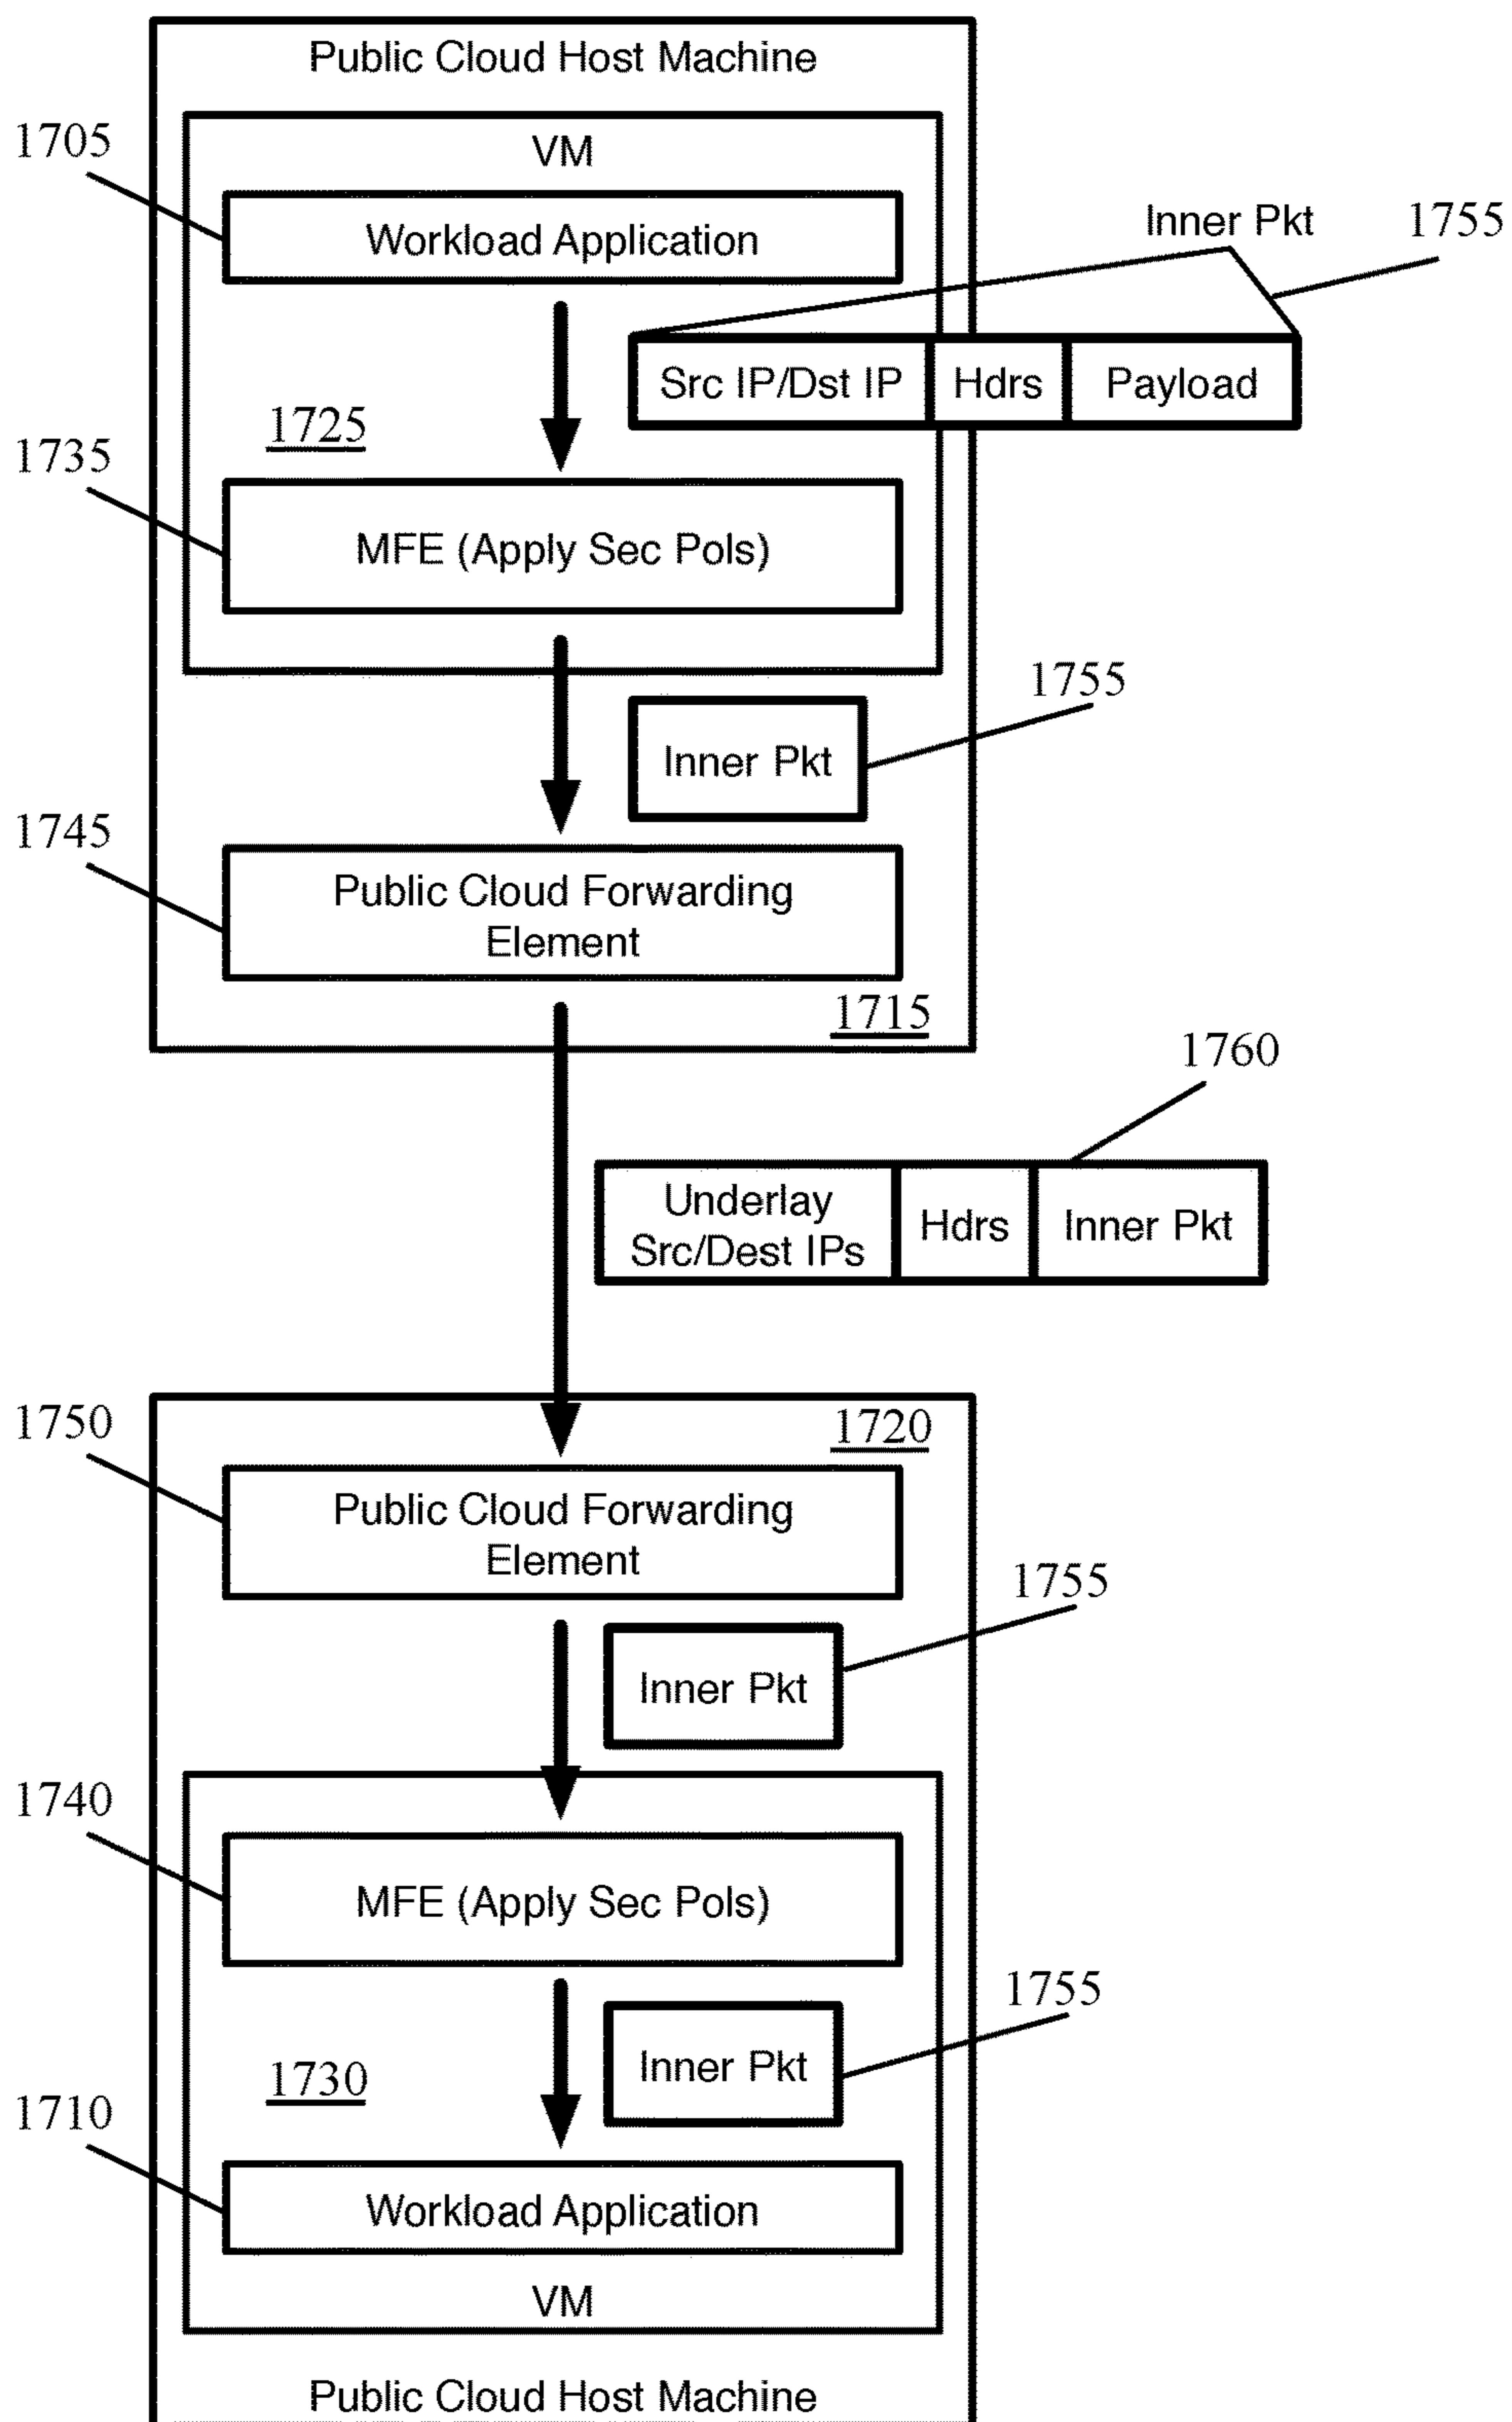 Public Cloud Host Machine
1705
VM
Workload Application
Inner Pkt
1755
Src IP/Dst IP Hdrs Payload
1725
1735
MFE (Apply Sec Pols)
1755
Inner Pkt
1745
Public Cloud Forwarding
Element
1715
1760
Underlay
Src/Dest IPs
Hdrs
Inner Pkt
1750
1720
Public Cloud Forwarding
Element
1755
Inner Pkt
1740
MFE (Apply Sec Pols)
1755
Inner Pkt
1730
1710
Workload Application
VM
Public Cloud Host Machine